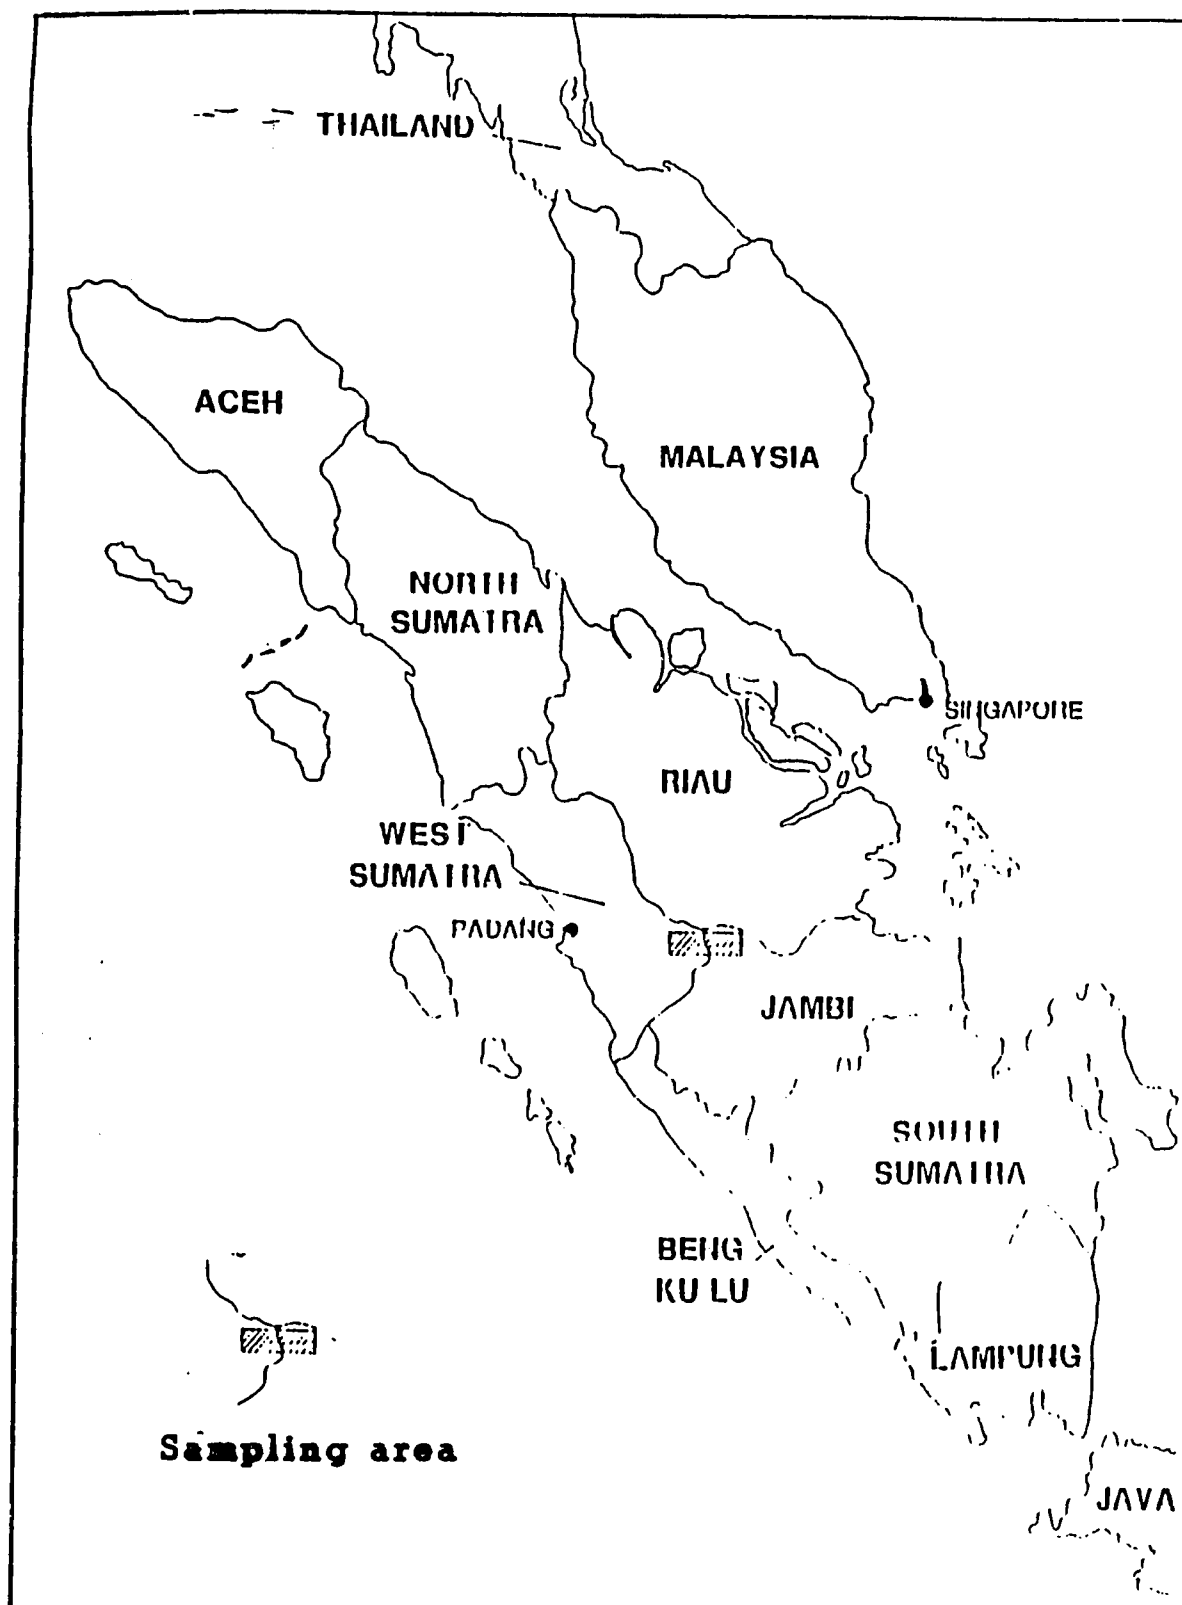 THAILAND
ACEH
MALAYSIA
NORTH
SUMATRA
SINGAPORE
RIAU
WEST
SUMATRA
PADANG
JAMBI
SOUTH
SUMATRA
BENG
KU LU
LAMPUNG
Sampling area
JAVA